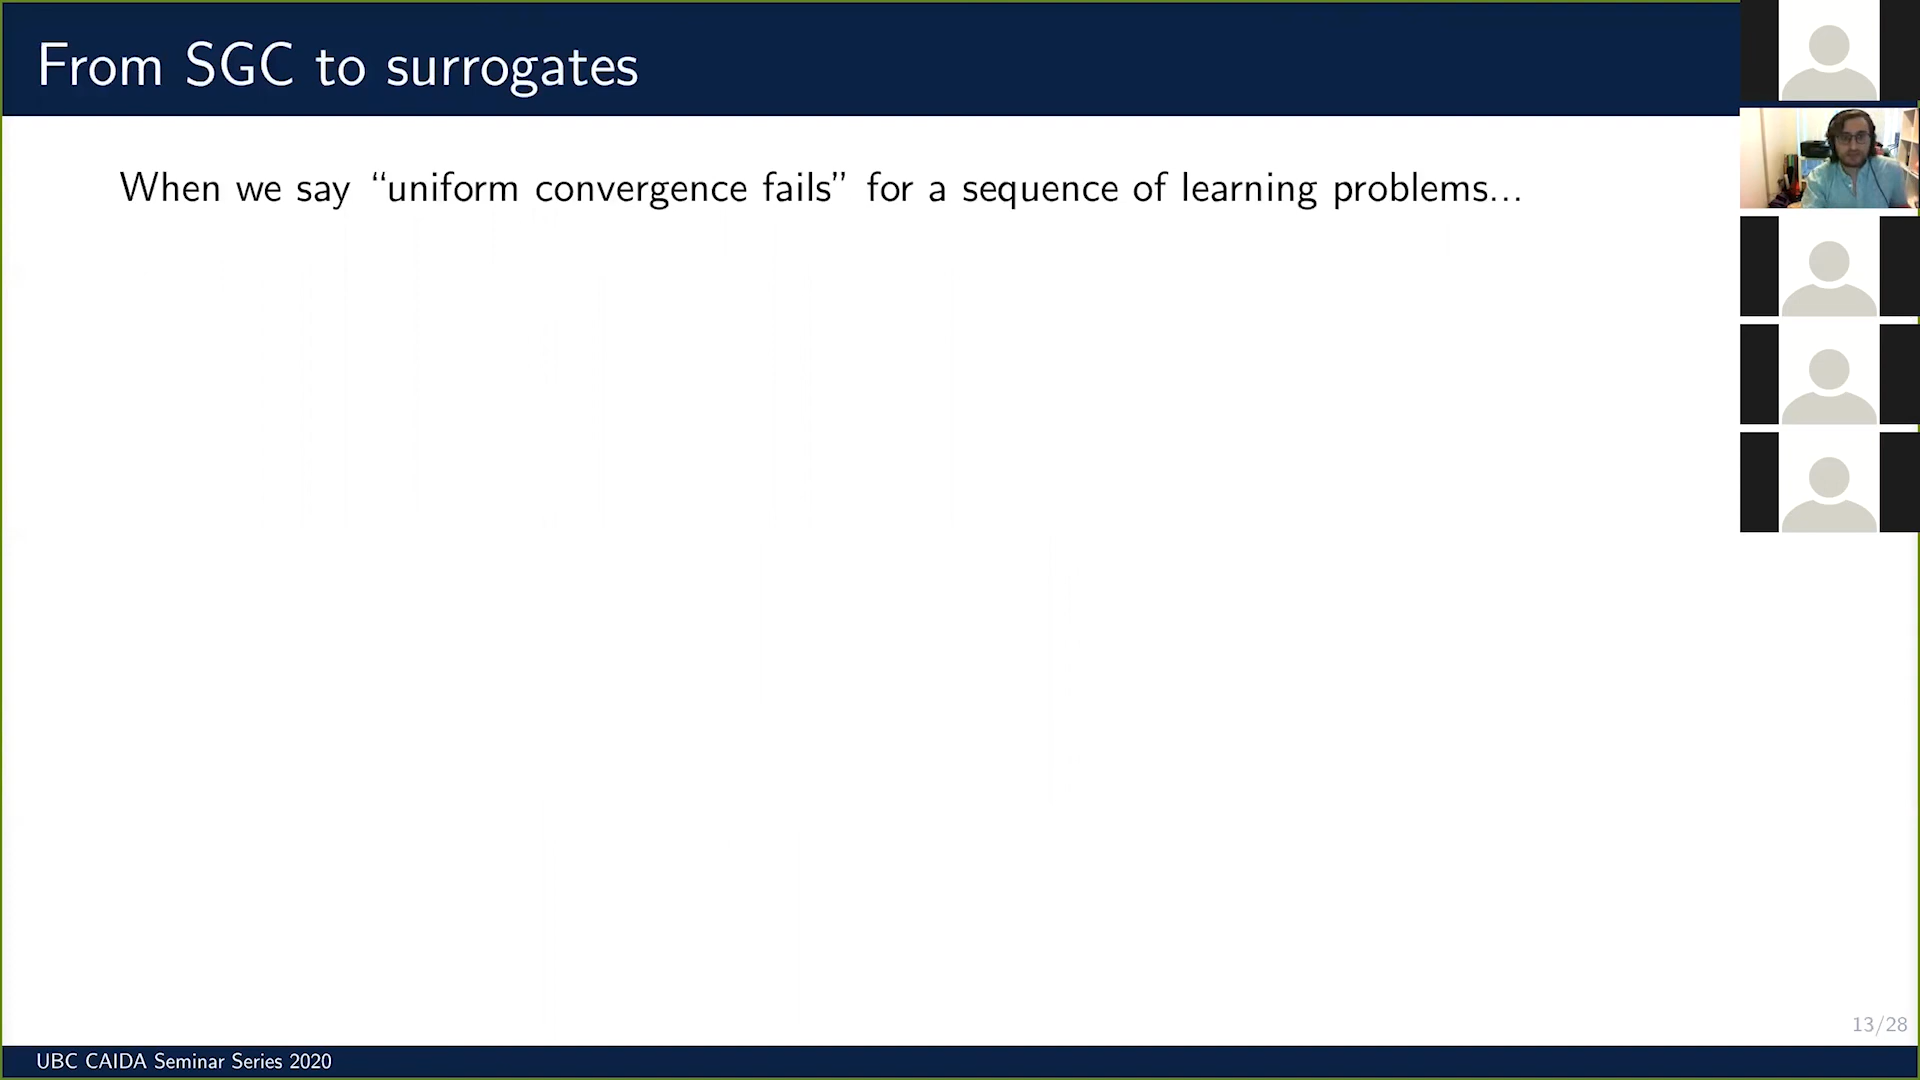 From SGC to surrogates
When we say “uniform convergence fails” for a sequence of learning problems...
13/28
UBC CAIDA Seminar Series 2020